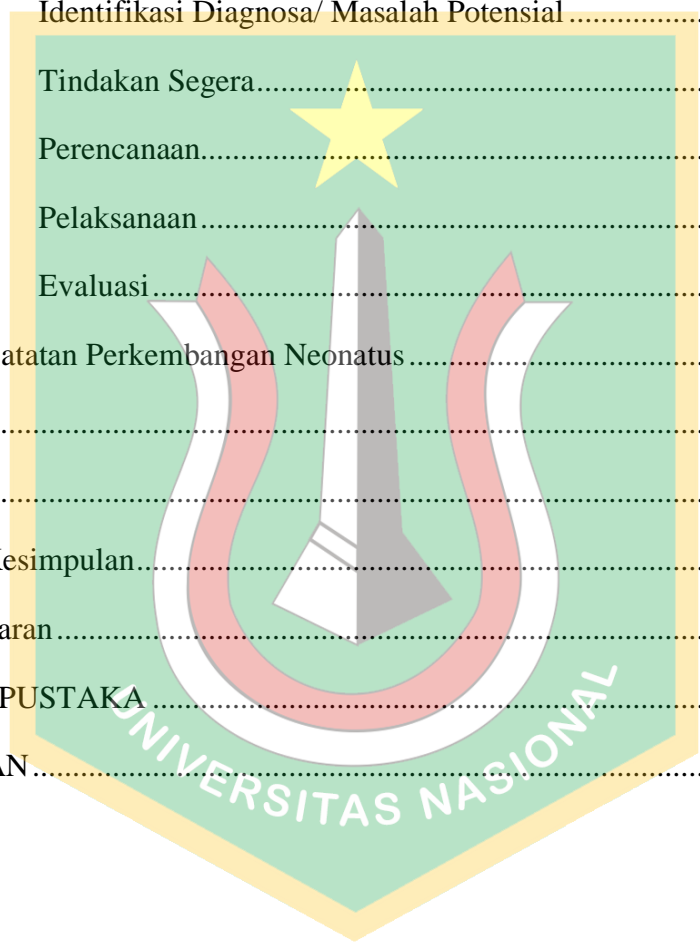 Identifikasi Diagnosa/ Masalah Potensial ................
Tindakan Segera........................................................
Perencanaan...............................................................
Pelaksanaan ...............................................................
Evaluasi .....................................................................
atatan Perkembangan Neonatus .....................................
.................................................................................
.................................................................................
esimpulan .......................................................................
aran .................................................................................
PUSTAKA ......................................................................
AN ...................................................................................
UNIVERSITAS NASIONAL